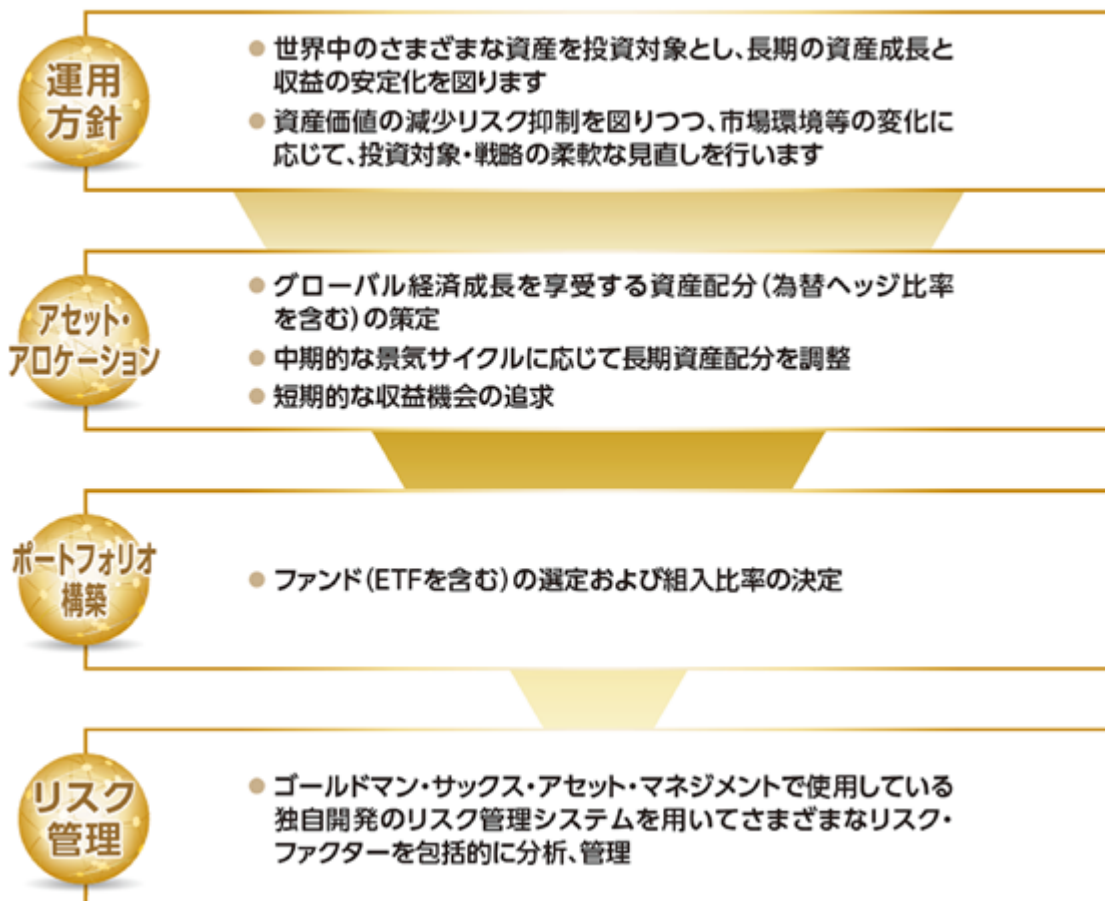 運用
方針
● 世界中のさまざまな資産を投資対象とし、長期の資産成長と
収益の安定化を図ります
● 資産価値の減少リスク抑制を図りつつ、市場環境等の変化に
応じて、投資対象・戦略の柔軟な見直しを行います
アセット・
アロケーション
● グローバル経済成長を享受する資産配分(為替ヘッジ比率
を含む)の策定
● 中期的な景気サイクルに応じて長期資産配分を調整
● 短期的な収益機会の追求
ポートフォリオ
構築
● ファンド(ETFを含む)の選定および組入比率の決定
リスク
管理
● ゴールドマン・サックス・アセット・マネジメントで使用している
独自開発のリスク管理システムを用いてさまざまなリスク・
ファクターを包括的に分析、管理